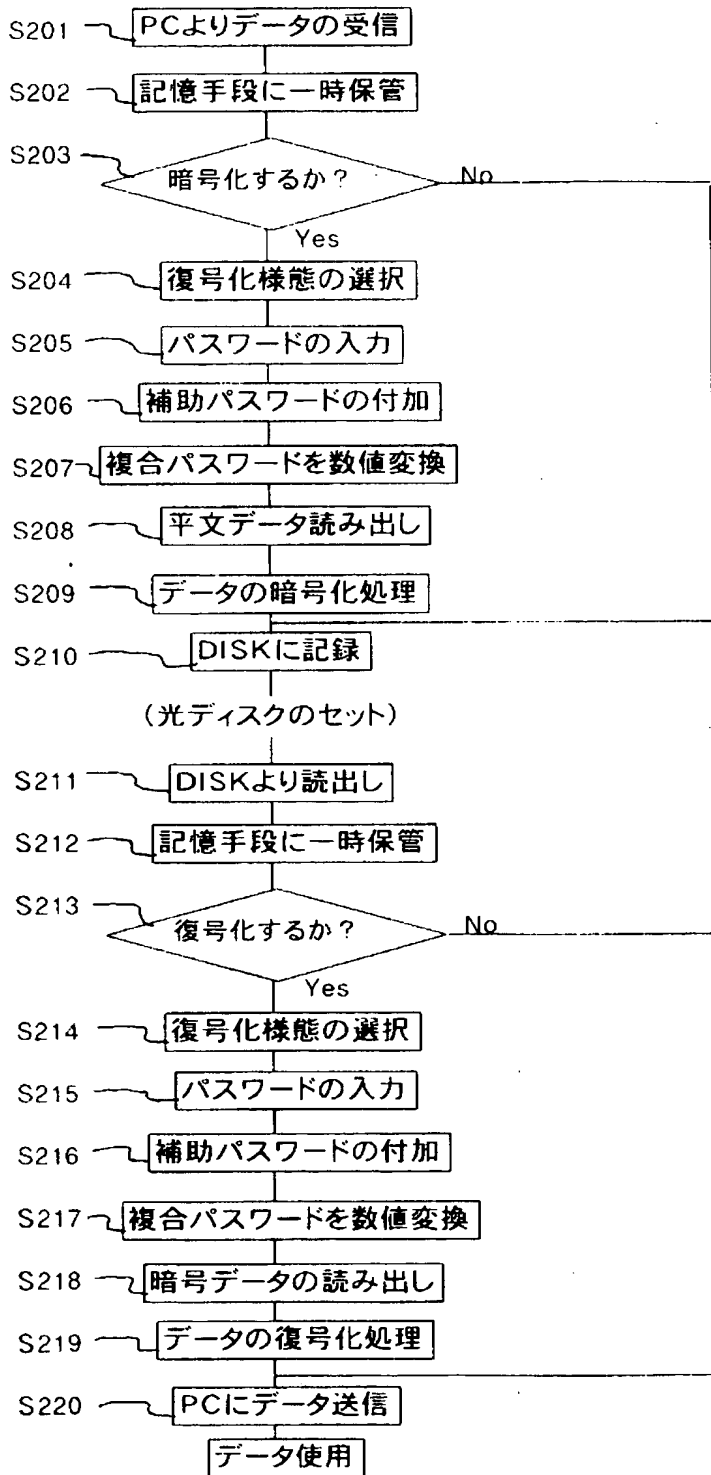 S201 PCよりデータの受信
S202 記憶手段に一時保管
S203 暗号化するか? No
Yes
S204 復号化様態の選択
S205 パスワードの入力
S206 補助パスワードの付加
S207 複合パスワードを数値変換
S208 平文データ読み出し
S209 データの暗号化処理
S210 DISKに記録
(光ディスクのセット)
S211 DISKより読出し
S212 記憶手段に一時保管
S213 復号化するか? No
Yes
S214 復号化様態の選択
S215 パスワードの入力
S216 補助パスワードの付加
S217 複合パスワードを数値変換
S218 暗号データの読み出し
S219 データの復号化処理
S220 PCにデータ送信
データ使用